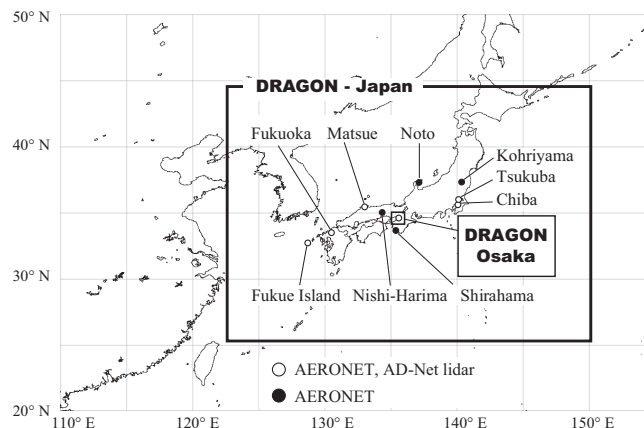 50° N
DRAGON - Japan
40° N
Fukuoka Matsue Noto
Kohriyama
Tsukuba
Chiba
DRAGON
Osaka
30° N
Fukue Island Nishi-Harima Shirahama
AERONET, AD-Net lidar
AERONET
20° N
110° E 120° E 130° E 140° E 150° E